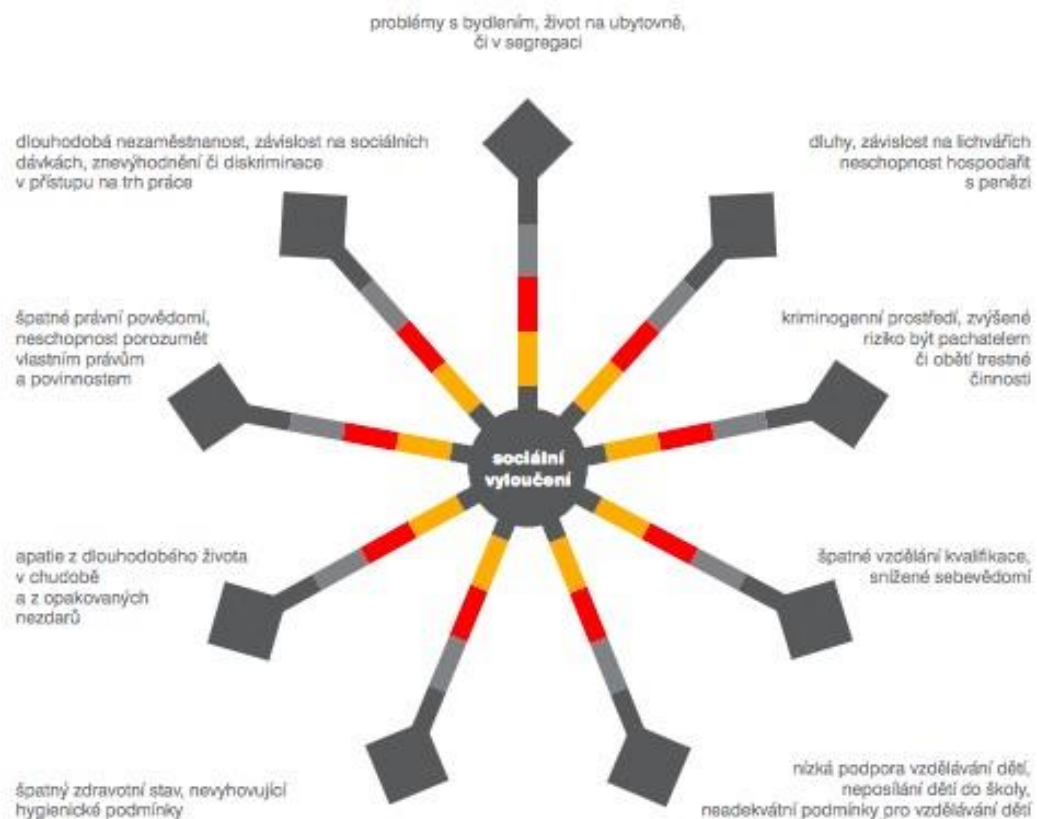 problémy s bydlením, život na ubytovně,
či v segregaci
dlouhodobá nezaměstnanost, závislost na sociálních
dávkách, znevýhodnění či diskriminace
v přístupu na trh práce
dluhy, závislost na lichvářích
neschopnost hospodařit
s penězi
špatné právní povědomí,
neschopnost porozumět
vlastním právům
a povinnostem
kriminogenní prostředí, zvýšené
riziko být pachatelem
či obětí trestné
činnosti
sociální
vyloučení
apatie z dlouhodobého života
v chudobě
a z opakovaných
nezdarů
špatné vzdělání kvalifikace,
snížené sebevědomí
špatný zdravotní stav, nevyhovující
hygienické podmínky
nízká podpora vzdělávání dětí,
neposílání dětí do školy,
neadekvátní podmínky pro vzdělávání dětí